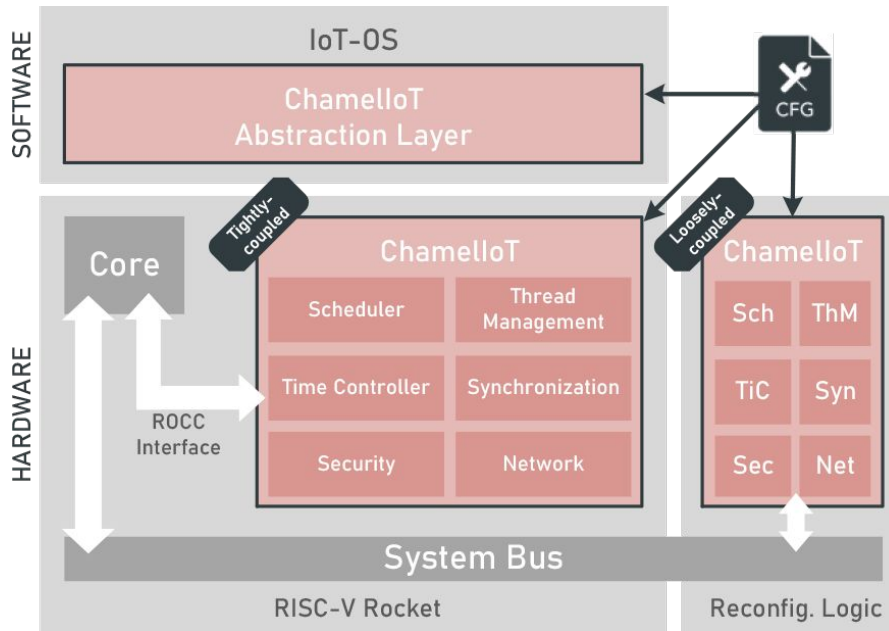 SOFTWARE
IoT-OS
ChamelIoT
Abstraction Layer
CFG
HARDWARE
Core
ROCC
Interface
Tightly-
coupled
ChamelIoT
Scheduler
Thread
Management
Time Controller
Synchronization
Security
Network
Loosely-
coupled
ChamelIoT
Sch
ThM
TiC
Syn
Sec
Net
System Bus
RISC-V Rocket
Reconfig. Logic